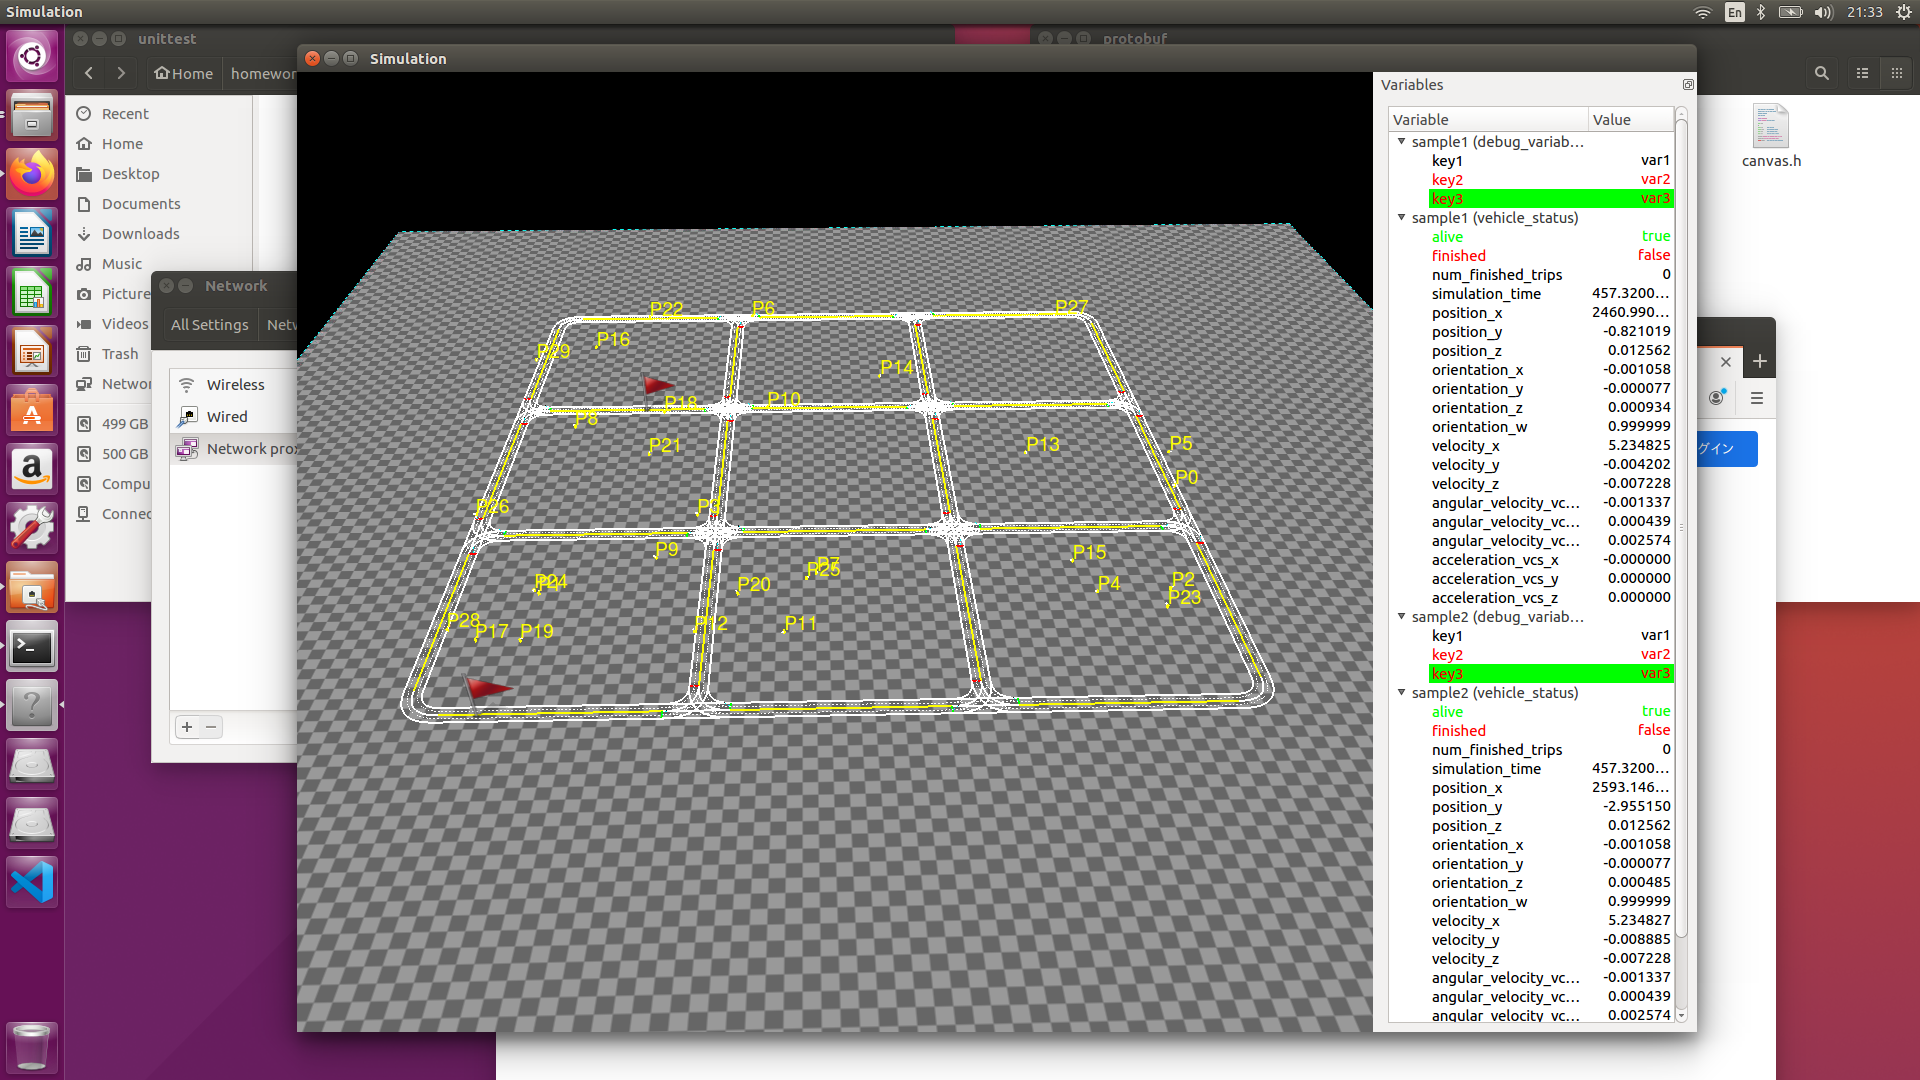 Simulation
En
21:33
unittest
protobuf
Home
homewor
Simulation
Recent
Home
Desktop
Documents
Downloads
Music
Picture
Videos
Trash
Networ
499 GB
500 GB
Compu
Connec
Network
All Settings
Netw
Wireless
Wired
Network prox
P22
P6
P27
P16
P29
P14
P18
P10
P8
P21
P13
P5
P0
P26
P3
P9
P15
P7
P25
P24
P20
P4
P2
P23
P28
P17
P19
P12
P11
Variables
Variable Value
sample1 (debug_variab...
key1 var1
key2 var2
key3 var3
sample1 (vehicle_status)
alive true
finished false
num_finished_trips 0
simulation_time 457.3200...
position_x 2460.990...
position_y -0.821019
position_z 0.012562
orientation_x -0.001058
orientation_y -0.000077
orientation_z 0.000934
orientation_w 0.999999
velocity_x 5.234825
velocity_y -0.004202
velocity_z -0.007228
angular_velocity_vc... -0.001337
angular_velocity_vc... 0.000439
angular_velocity_vc... 0.002574
acceleration_vcs_x -0.000000
acceleration_vcs_y 0.000000
acceleration_vcs_z 0.000000
sample2 (debug_variab...
key1 var1
key2 var2
key3 var3
sample2 (vehicle_status)
alive true
finished false
num_finished_trips 0
simulation_time 457.3200...
position_x 2593.146...
position_y -2.955150
position_z 0.012562
orientation_x -0.001058
orientation_y -0.000077
orientation_z 0.000485
orientation_w 0.999999
velocity_x 5.234827
velocity_y -0.008885
velocity_z -0.007228
angular_velocity_vc... -0.001337
angular_velocity_vc... 0.000439
angular_velocity_vc... 0.002574
canvas.h
グイン